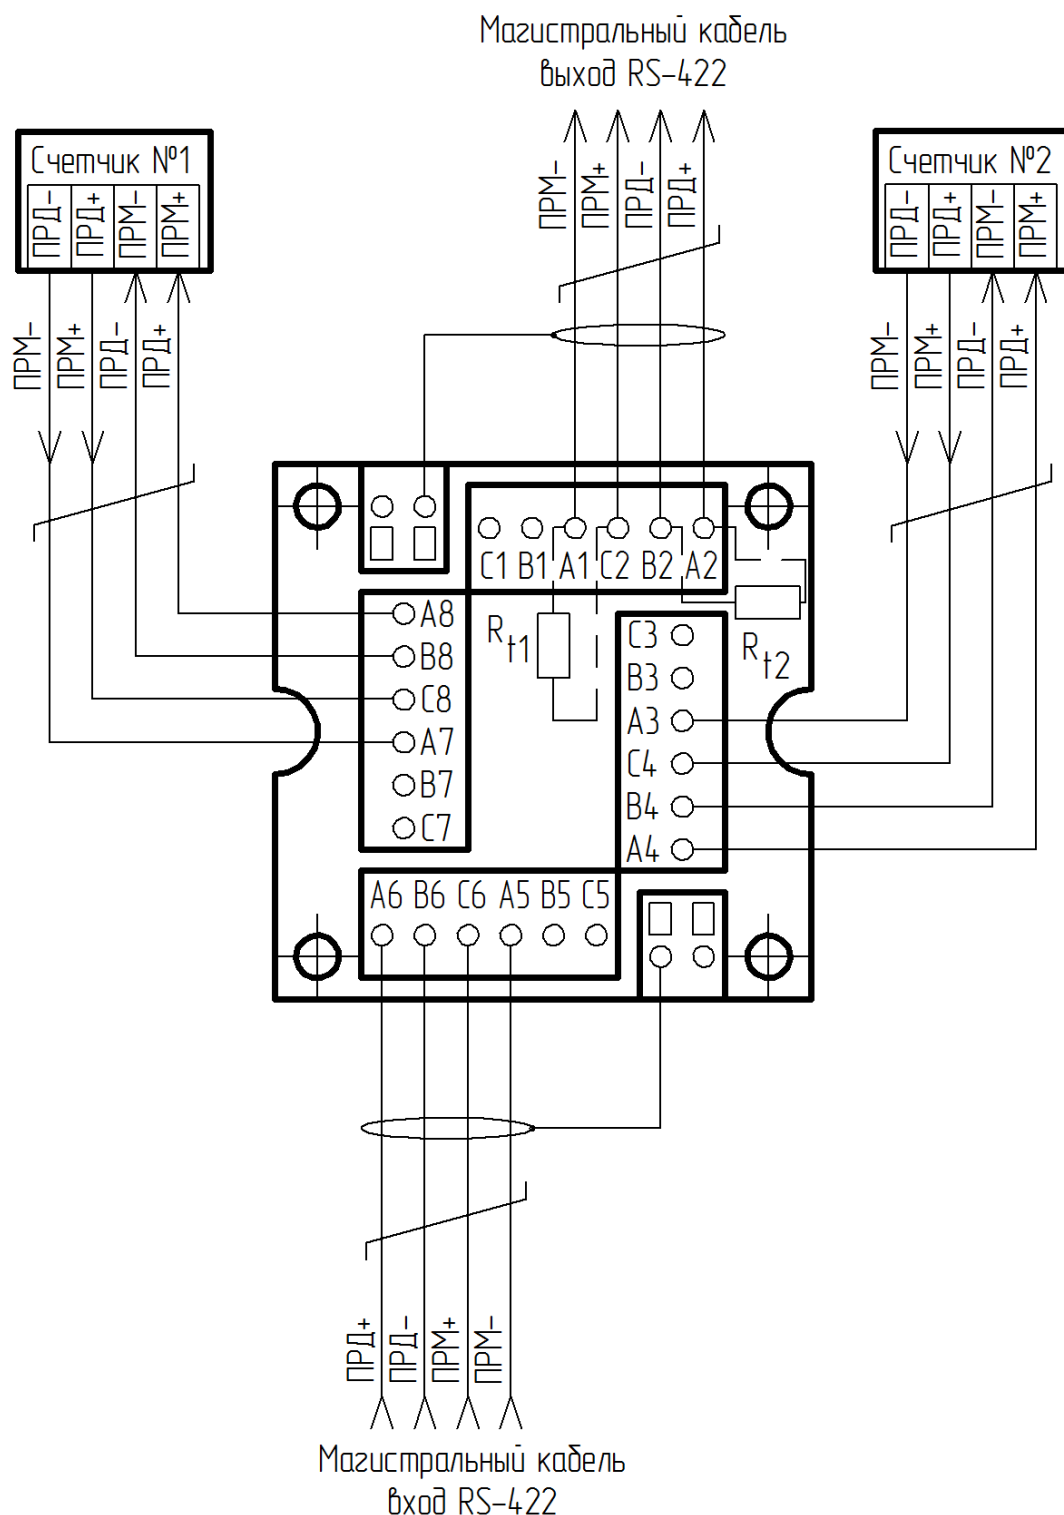 Магистральный кабель
выход RS-422
Счетчик №1
ПРД-
ПРД+
ПРМ-
ПРМ+
ПРМ-
ПРМ+
ПРД-
ПРД+
Счетчик №2
ПРД-
ПРД+
ПРМ-
ПРМ+
ПРМ-
ПРМ+
ПРД-
ПРД+
ПРМ-
ПРМ+
ПРД-
ПРД+
C1 B1 A1 C2 B2 A2
A8
B8
C8
A7
B7
C7
Rt1
Rt2
C3
B3
A3
C4
B4
A4
A6 B6 C6 A5 B5 C5
ПРД+
ПРД-
ПРМ+
ПРМ-
Магистральный кабель
вход RS-422